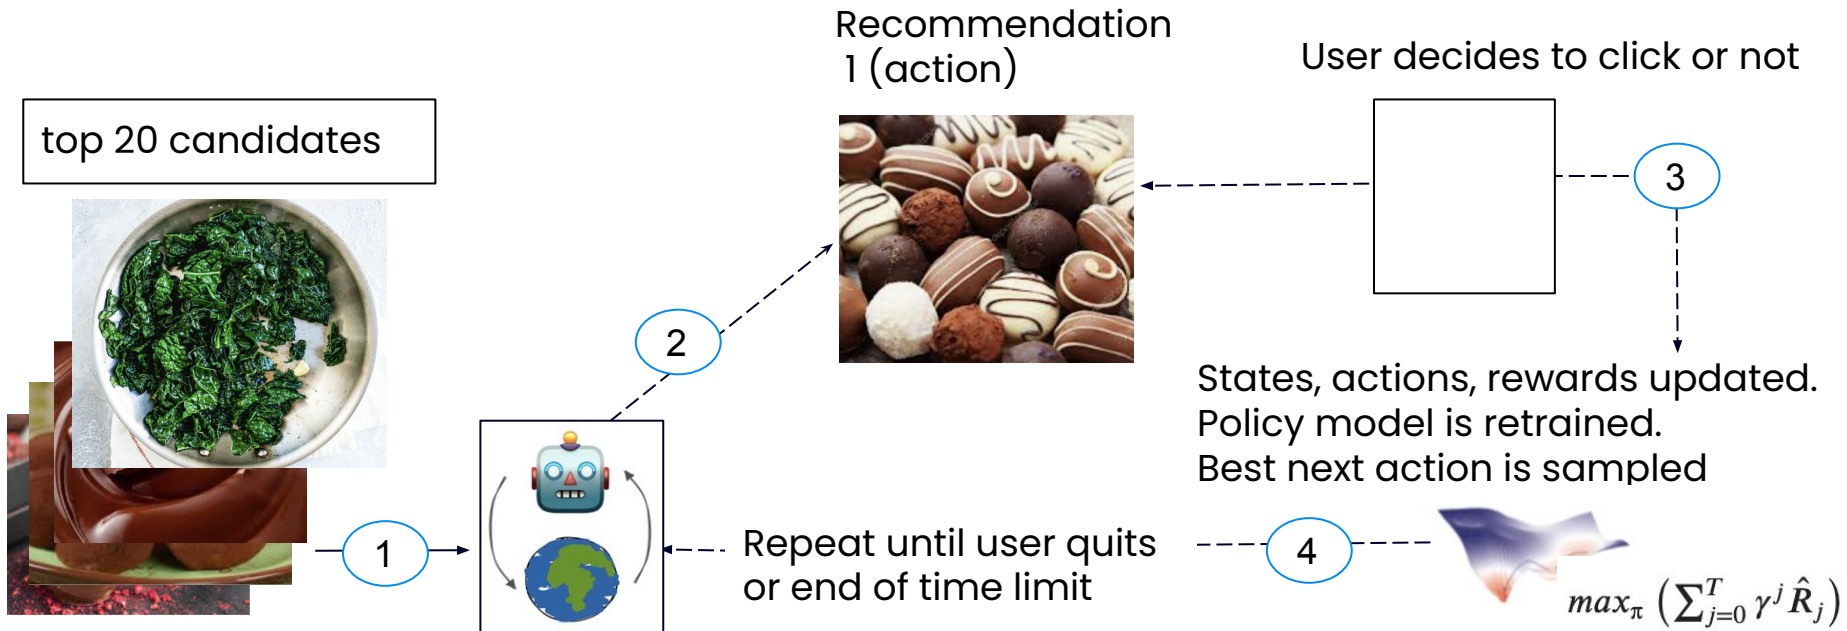 Recommendation
1 (action)
User decides to click or not
top 20 candidates
3
2
States, actions, rewards updated.
Policy model is retrained.
Best next action is sampled
1
Repeat until user quits
or end of time limit
4
max_π (∑_{j=0}^{T} γ^j R̂_j)